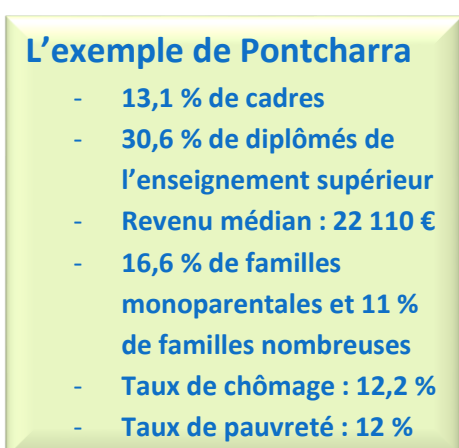 L'exemple de Pontcharra
- 13,1 % de cadres
- 30,6 % de diplômés de
l'enseignement supérieur
- Revenu médian : 22 110 €
- 16,6 % de familles
monoparentales et 11 %
de familles nombreuses
- Taux de chômage : 12,2 %
- Taux de pauvreté : 12 %